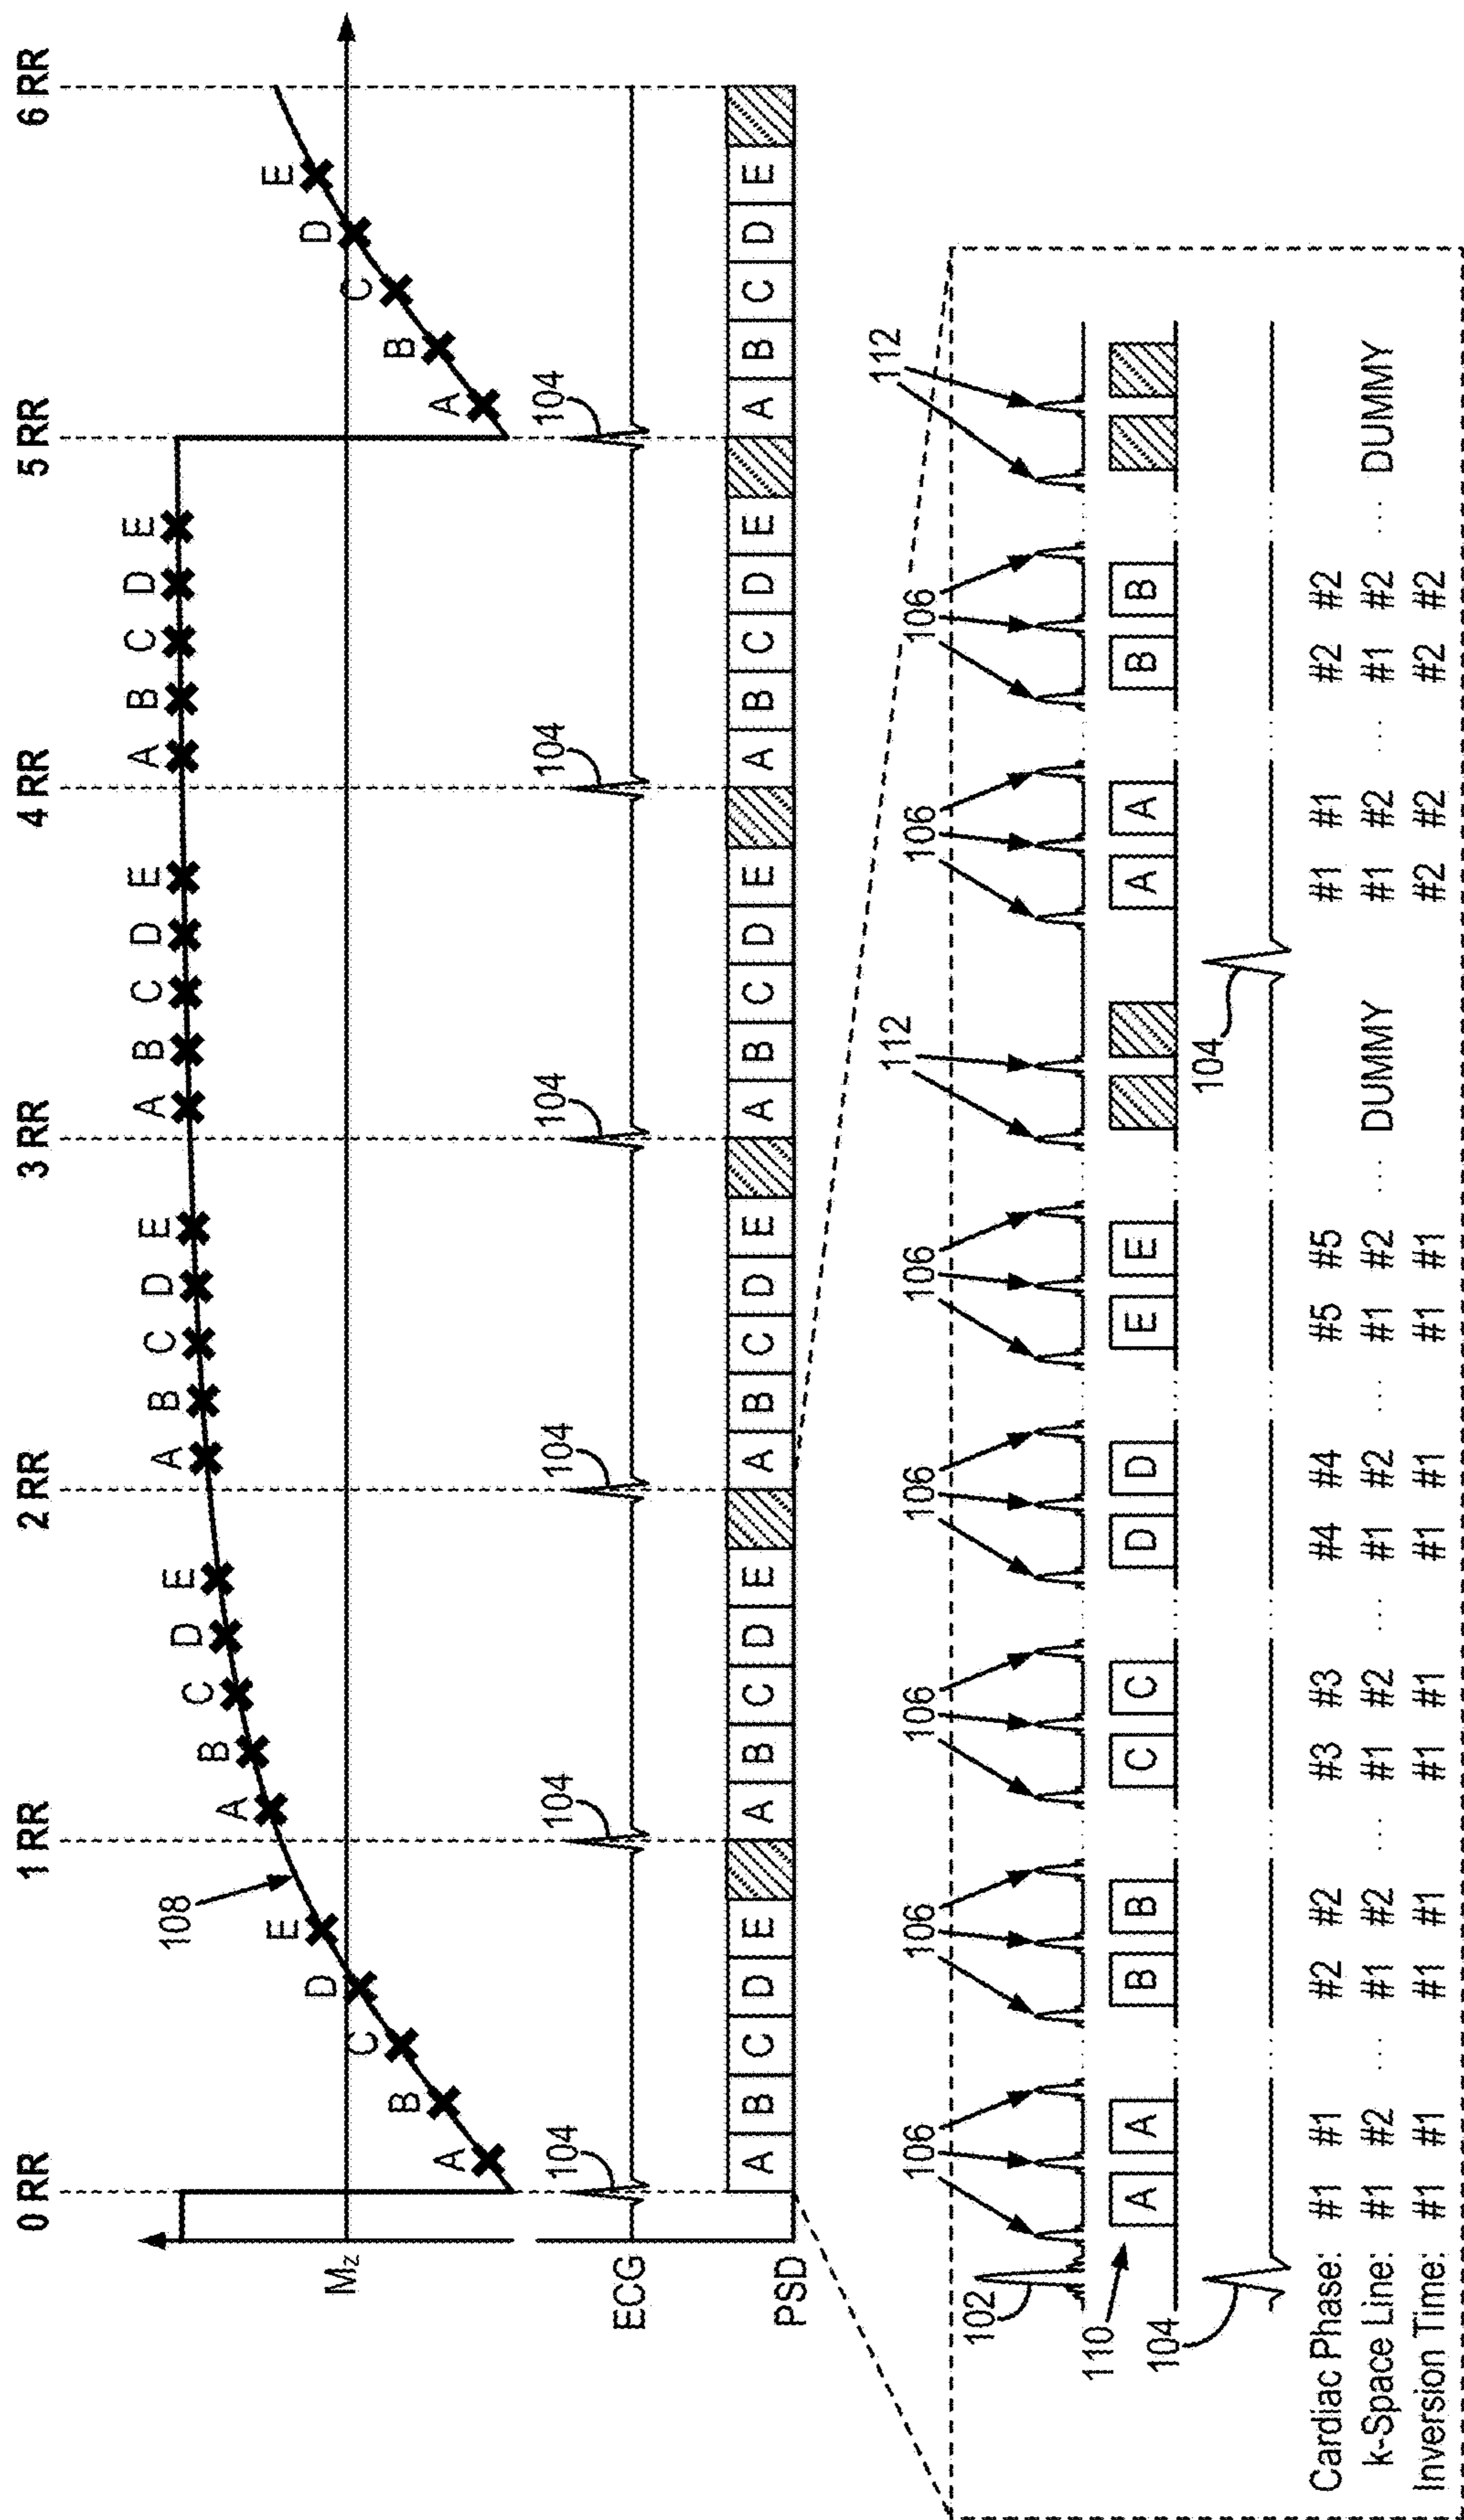 0 RR 1 RR 2 RR 3 RR 4 RR 5 RR 6 RR
A B C D E A B C D E A B C D E A B C D E A B C D E A B C D E
108
Mz
104 104 104 104 104 104
ECG
A B C D E A B C D E A B C D E A B C D E A B C D E A B C D E
PSD
106 106 106 106 106 112 106 106 112
102
110 A A B B C C D D E E A A B B
104 104
Cardiac Phase: #1 #1 #2 #2 #3 #3 #4 #4 #5 #5 #1 #1 #2 #2
k-Space Line: #1 #2 ... #1 #2 ... #1 #2 ... #1 #2 ... #1 #2 ... DUMMY #1 #2 ... #1 #2 ... DUMMY
Inversion Time: #1 #1 #1 #1 #1 #1 #1 #1 #1 #1 #2 #2 #2 #2